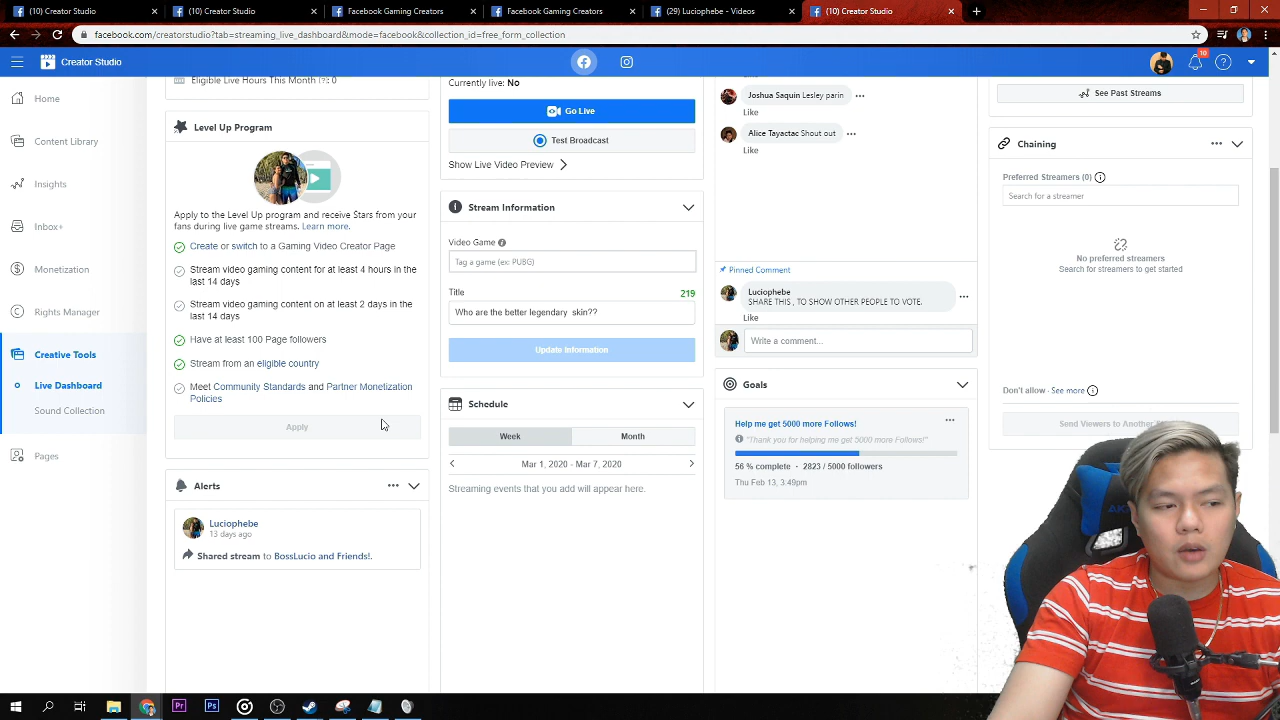 (10) Creator Studio
(10) Creator Studio
Facebook Gaming Creators
Facebook Gaming Creators
(29) Luciophebe - Videos
(10) Creator Studio
facebook.com/creatorstudio?tab=streaming_live_dashboard&mode=facebook&collection_id=free_form_collection
Creator Studio
10
Home
Content Library
Insights
Inbox+
Monetization
Rights Manager
Creative Tools
Live Dashboard
Sound Collection
Pages
Eligible Live Hours This Month (?): 0
Level Up Program
Apply to the Level Up program and receive Stars from your
fans during live game streams. Learn more.
Create or switch to a Gaming Video Creator Page
Stream video gaming content for at least 4 hours in the
last 14 days
Stream video gaming content on at least 2 days in the
last 14 days
Have at least 100 Page followers
Stream from an eligible country
Meet Community Standards and Partner Monetization
Policies
Apply
Alerts
Luciophebe
13 days ago
Shared stream to BossLucio and Friends!.
Currently live: No
Go Live
Test Broadcast
Show Live Video Preview
Stream Information
Video Game
Tag a game (ex: PUBG)
Title
219
Who are the better legendary skin??
Update Information
Schedule
Week
Month
Mar 1, 2020 - Mar 7, 2020
Streaming events that you add will appear here.
Joshua Saquin Lesley parin
Like
Alice Tayactac Shout out
Like
Pinned Comment
Luciophebe
SHARE THIS , TO SHOW OTHER PEOPLE TO VOTE.
Like
Write a comment...
Goals
Help me get 5000 more Follows!
"Thank you for helping me get 5000 more Follows!"
56 % complete · 2823 / 5000 followers
Thu Feb 13, 3:49pm
See Past Streams
Chaining
Preferred Streamers (0)
Search for a streamer
No preferred streamers
Search for streamers to get started
Don't allow · See more
Send Viewers to Another